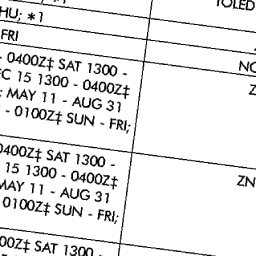 HU; *1
TOLED
FRI
- 0400Z‡ SAT 1300 -
C 15 1300 - 0400Z‡
MAY 11 - AUG 31
- 0100Z‡ SUN - FRI;
NO
Z
0400Z‡ SAT 1300 -
15 1300 - 0400Z‡
MAY 11 - AUG 31
0100Z‡ SUN - FRI;
ZN
00Z‡ SAT 1300 -